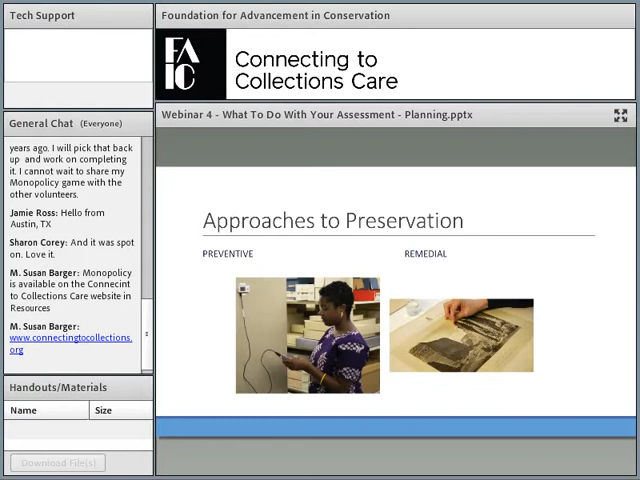 Tech Support
Foundation for Advancement in Conservation
FA
IC
Connecting to
Collections Care
General Chat (Everyone)
years ago. I will pick that back
up and work on completing
it. I cannot wait to share my
Monopolicy game with the
other volunteers.
Jamie Ross: Hello from
Austin, TX
Sharon Corey: And it was spot
on. Love it.
M. Susan Barger: Monopolicy
is available on the Connecint
to Collections Care website in
Resources
M. Susan Barger:
www.connectingtocollections.
org
Handouts/Materials
Name Size
Download File(s)
Webinar 4 - What To Do With Your Assessment - Planning.pptx
Approaches to Preservation
PREVENTIVE REMEDIAL